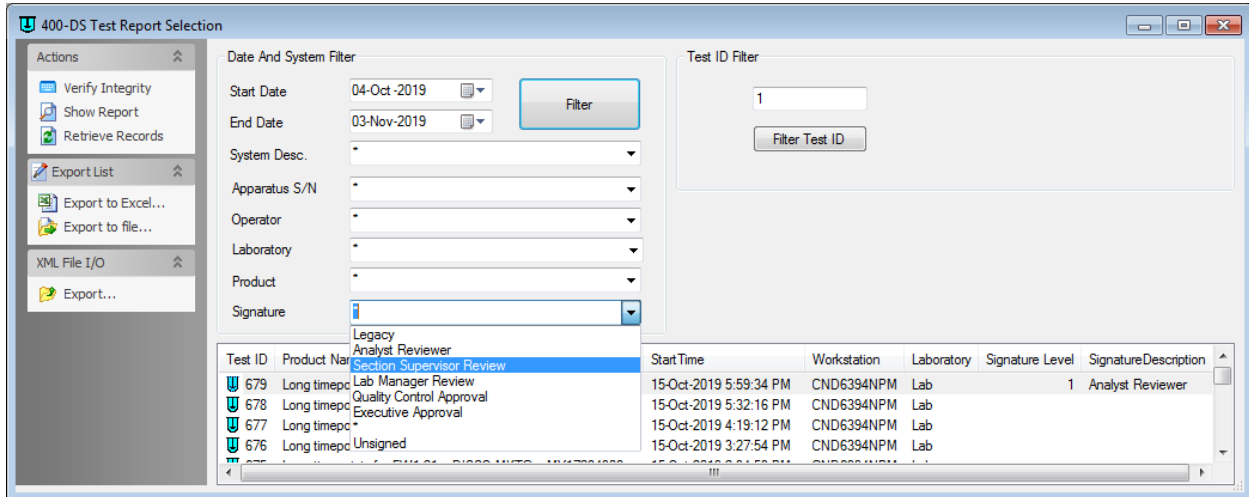 400-DS Test Report Selection
Actions
Verify Integrity
Show Report
Retrieve Records
Export List
Export to Excel...
Export to file...
XML File I/O
Export...
Date And System Filter
Start Date 04-Oct -2019
End Date 03-Nov-2019
Filter
System Desc. *
Apparatus S/N *
Operator *
Laboratory *
Product *
Signature *
Legacy
Analyst Reviewer
Section Supervisor Review
Lab Manager Review
Quality Control Approval
Executive Approval
*
Unsigned
Test ID Filter
1
Filter Test ID
Test ID Product Nar StartTime Workstation Laboratory Signature Level SignatureDescription
679 Long timepo 15-Oct-2019 5:59:34 PM CND6394NPM Lab 1 Analyst Reviewer
678 Long timepo 15-Oct-2019 5:32:16 PM CND6394NPM Lab
677 Long timepo 15-Oct-2019 4:19:12 PM CND6394NPM Lab
676 Long timepo 15-Oct-2019 3:27:54 PM CND6394NPM Lab